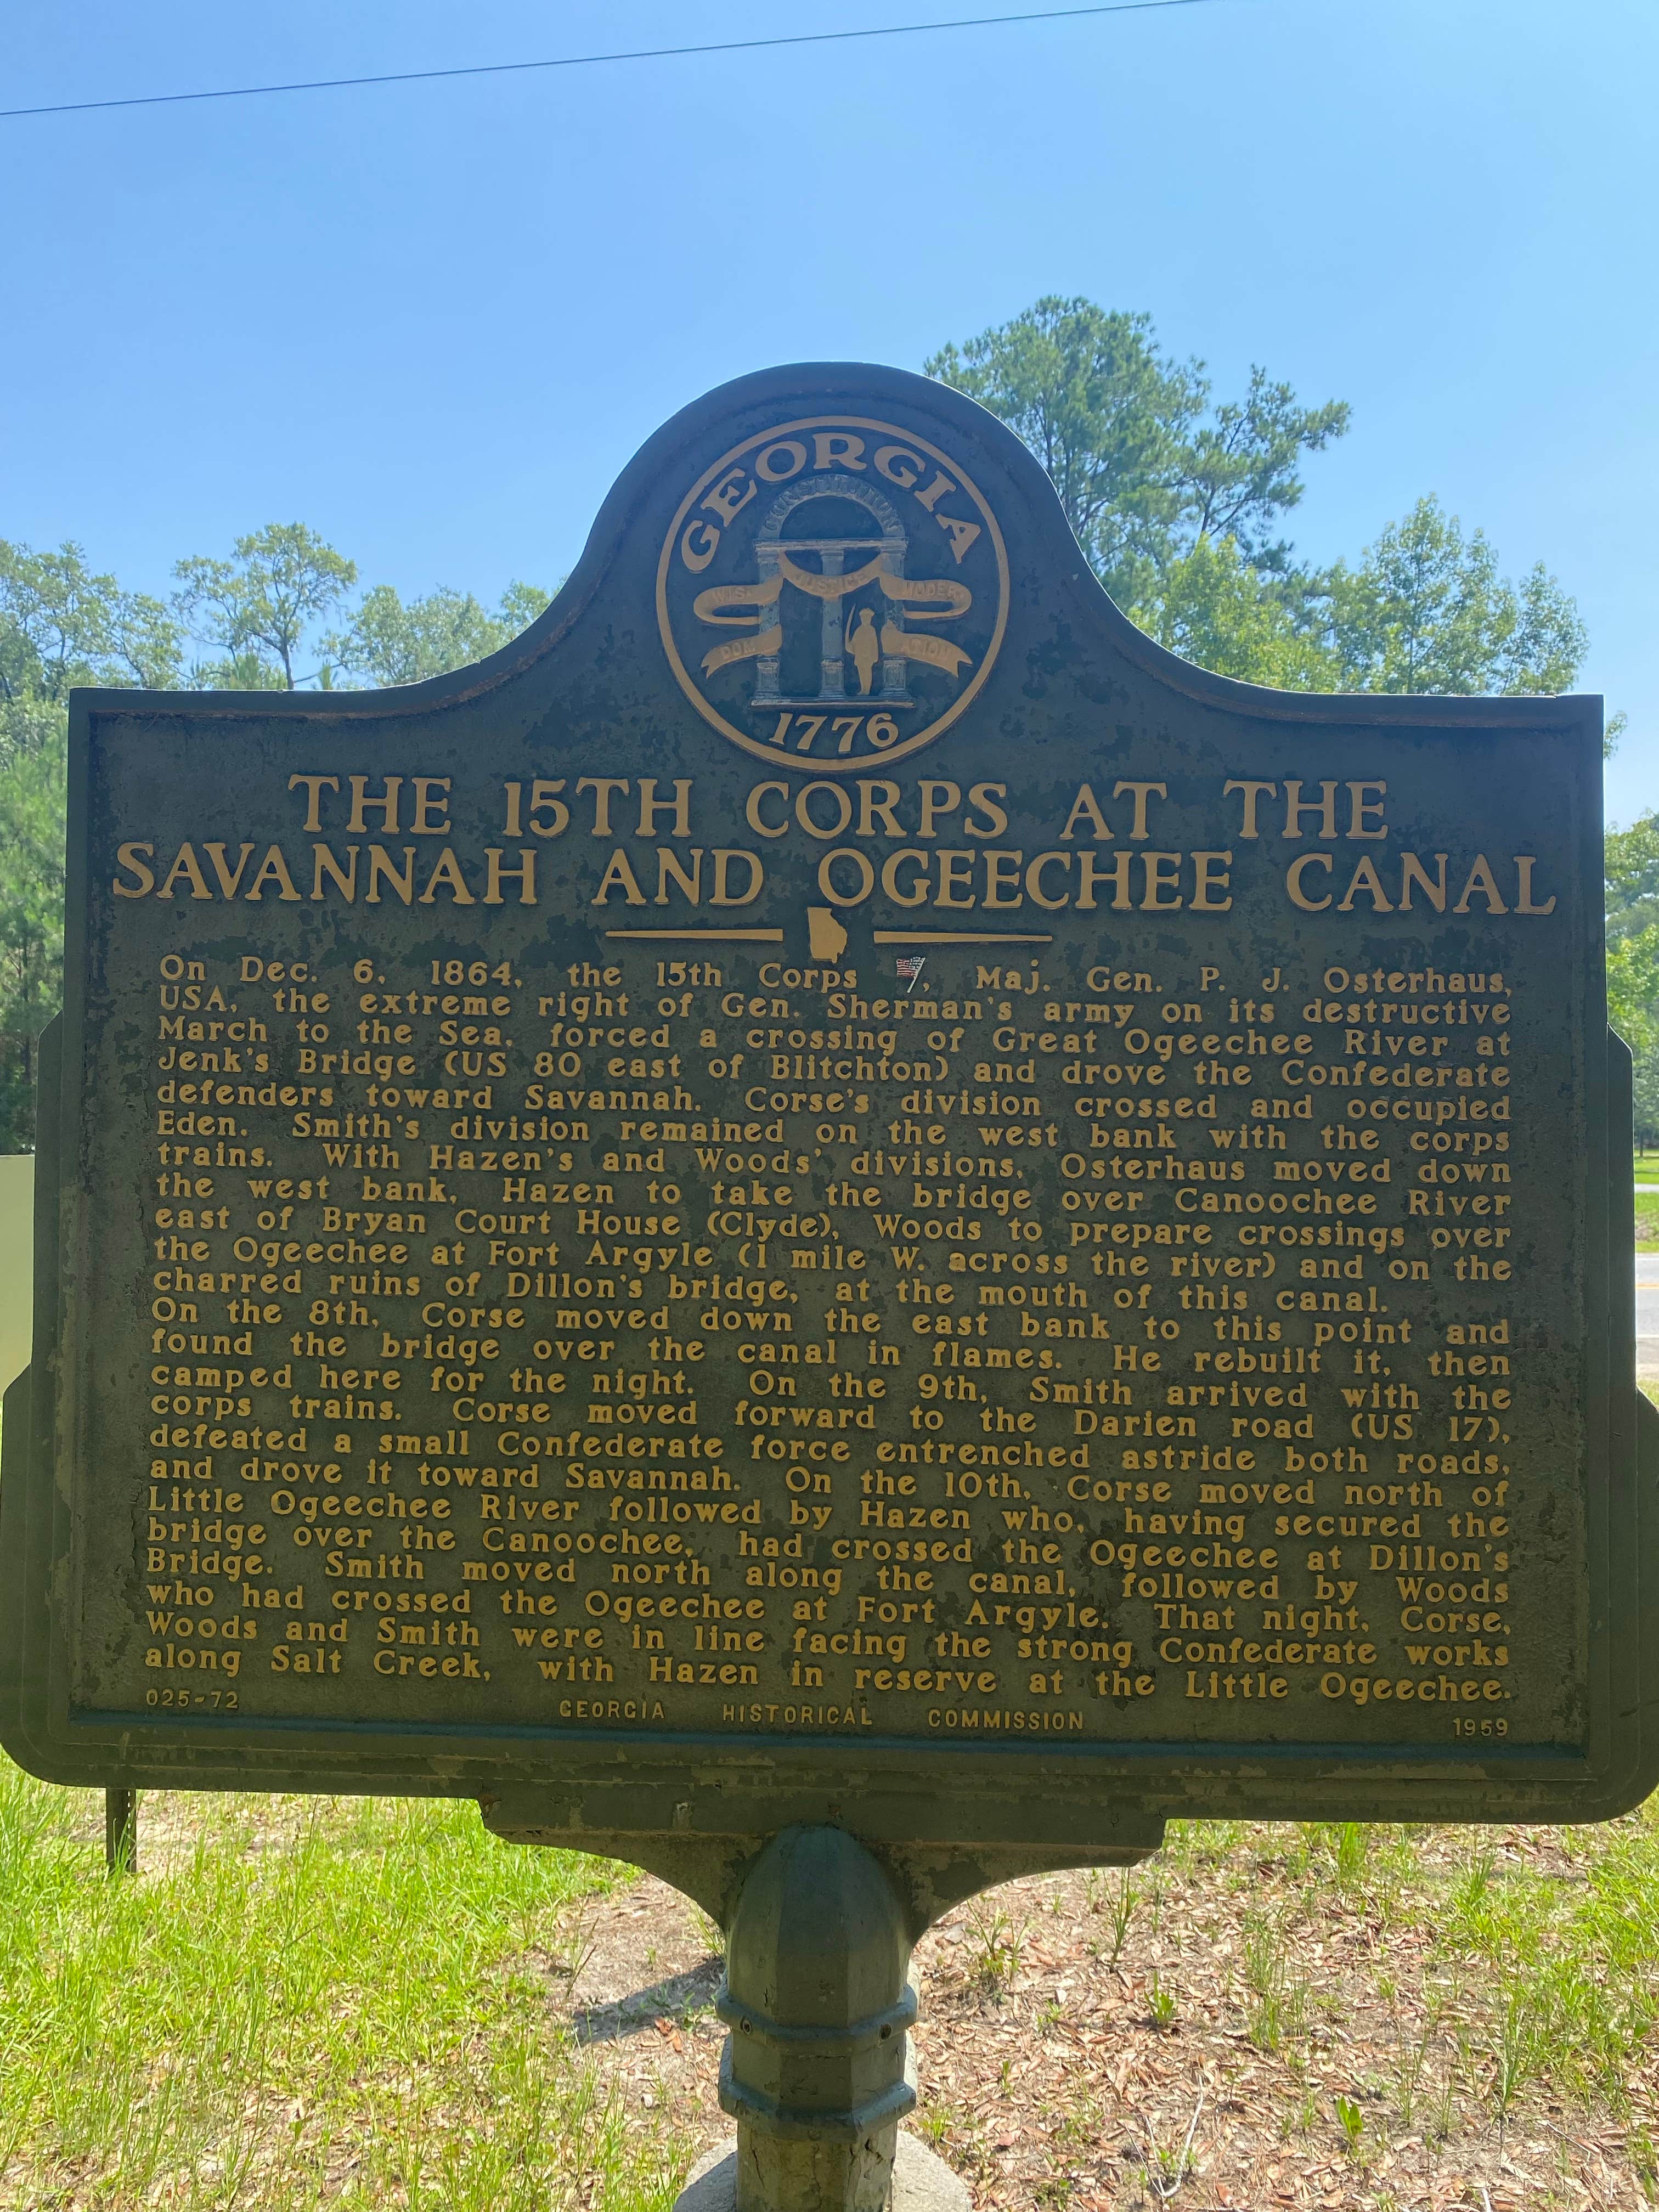 GEORGIA
CONSTITUTION
WIS- JUSTICE MODER-
DOM ATION
1776
THE 15TH CORPS AT THE
SAVANNAH AND OGEECHEE CANAL
On Dec. 6, 1864, the 15th Corps , Maj. Gen. P. J. Osterhaus,
USA, the extreme right of Gen. Sherman's army on its destructive
March to the Sea, forced a crossing of Great Ogeechee River at
Jenk's Bridge (US 80 east of Blitchton) and drove the Confederate
defenders toward Savannah. Corse's division crossed and occupied
Eden. Smith's division remained on the west bank with the corps
trains. With Hazen's and Woods' divisions, Osterhaus moved down
the west bank, Hazen to take the bridge over Canoochee River
east of Bryan Court House (Clyde), Woods to prepare crossings over
the Ogeechee at Fort Argyle (1 mile W. across the river) and on the
charred ruins of Dillon's bridge, at the mouth of this canal.
On the 8th, Corse moved down the east bank to this point and
found the bridge over the canal in flames. He rebuilt it, then
camped here for the night. On the 9th, Smith arrived with the
corps trains. Corse moved forward to the Darien road (US 17),
defeated a small Confederate force entrenched astride both roads,
and drove it toward Savannah. On the 10th, Corse moved north of
Little Ogeechee River followed by Hazen who, having secured the
bridge over the Canoochee, had crossed the Ogeechee at Dillon's
Bridge. Smith moved north along the canal, followed by Woods
who had crossed the Ogeechee at Fort Argyle. That night, Corse,
Woods and Smith were in line facing the strong Confederate works
along Salt Creek, with Hazen in reserve at the Little Ogeechee.
025-72 GEORGIA HISTORICAL COMMISSION 1959